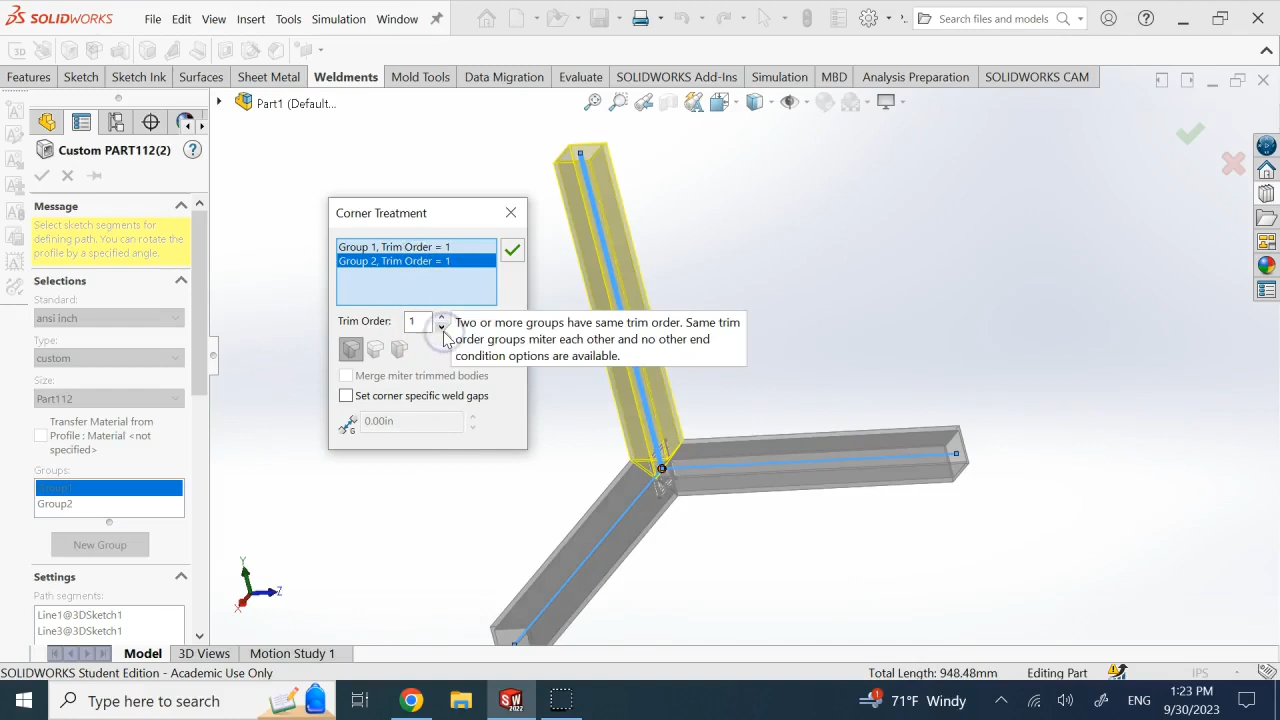 SOLIDWORKS File Edit View Insert Tools Simulation Window Search files and models
Features Sketch Sketch Ink Surfaces Sheet Metal Weldments Mold Tools Data Migration Evaluate SOLIDWORKS Add-Ins Simulation MBD Analysis Preparation SOLIDWORKS CAM
Part1 (Default...
Custom PART112(2)
Message
Select sketch segments for
defining path. You can rotate the
profile by a specified angle.
Selections
Standard:
ansi inch
Type:
custom
Size:
Part112
Transfer Material from
Profile : Material <not
specified>
Groups:
Group1
Group2
New Group
Settings
Path segments:
Line1@3DSketch1
Line3@3DSketch1
Corner Treatment
Group 1, Trim Order = 1
Group 2, Trim Order = 1
Trim Order: 1
Two or more groups have same trim order. Same trim
order groups miter each other and no other end
condition options are available.
Merge miter trimmed bodies
Set corner specific weld gaps
G 0.00in
Y
Z
X
Model 3D Views Motion Study 1
SOLIDWORKS Student Edition - Academic Use Only Total Length: 948.48mm Editing Part IPS
Type here to search SW 2022 1 71°F Windy ENG 1:23 PM
9/30/2023